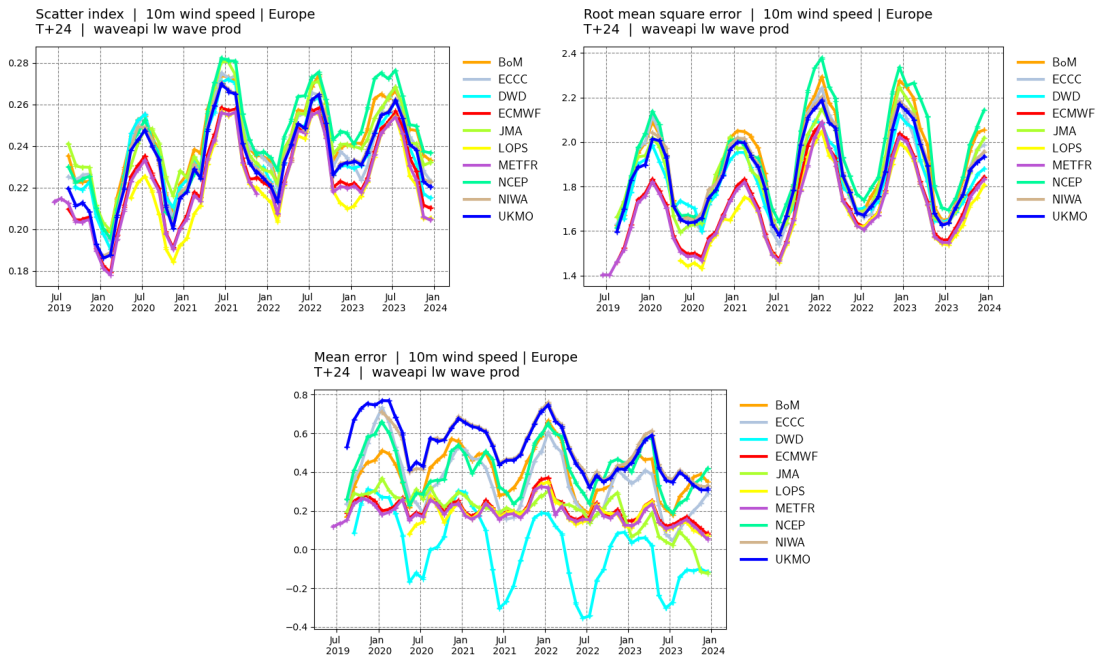 Scatter index | 10m wind speed | Europe
T+24 | waveapi lw wave prod
0.28
0.26
0.24
0.22
0.20
0.18
Jul Jan Jul Jan Jul Jan Jul Jan Jul Jan
2019 2020 2020 2021 2021 2022 2022 2023 2023 2024
BoM
ECCC
DWD
ECMWF
JMA
LOPS
METFR
NCEP
NIWA
UKMO
Root mean square error | 10m wind speed | Europe
T+24 | waveapi lw wave prod
2.4
2.2
2.0
1.8
1.6
1.4
Jul Jan Jul Jan Jul Jan Jul Jan Jul Jan
2019 2020 2020 2021 2021 2022 2022 2023 2023 2024
BoM
ECCC
DWD
ECMWF
JMA
LOPS
METFR
NCEP
NIWA
UKMO
Mean error | 10m wind speed | Europe
T+24 | waveapi lw wave prod
0.8
0.6
0.4
0.2
0.0
−0.2
−0.4
Jul Jan Jul Jan Jul Jan Jul Jan Jul Jan
2019 2020 2020 2021 2021 2022 2022 2023 2023 2024
BoM
ECCC
DWD
ECMWF
JMA
LOPS
METFR
NCEP
NIWA
UKMO